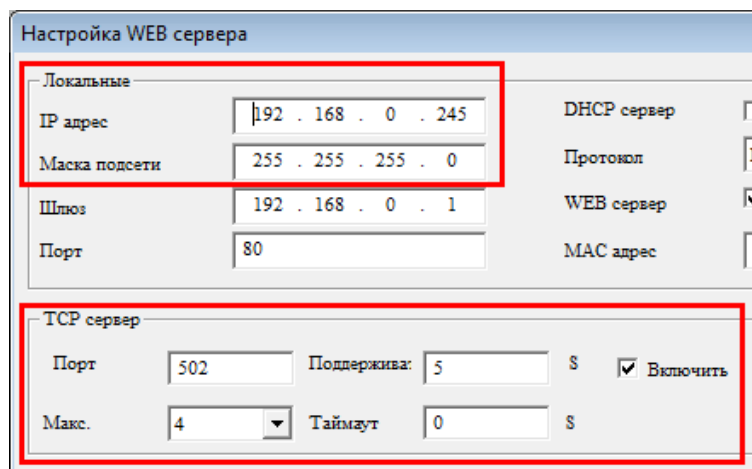 Настройка WEB сервера
Локальные
IP адрес 192 . 168 . 0 . 245 DHCP сервер
Маска подсети 255 . 255 . 255 . 0 Протокол
Шлюз 192 . 168 . 0 . 1 WEB сервер
Порт 80 MAC адрес
TCP сервер
Порт 502 Поддержива: 5 S Включить
Макс. 4 Таймаут 0 S